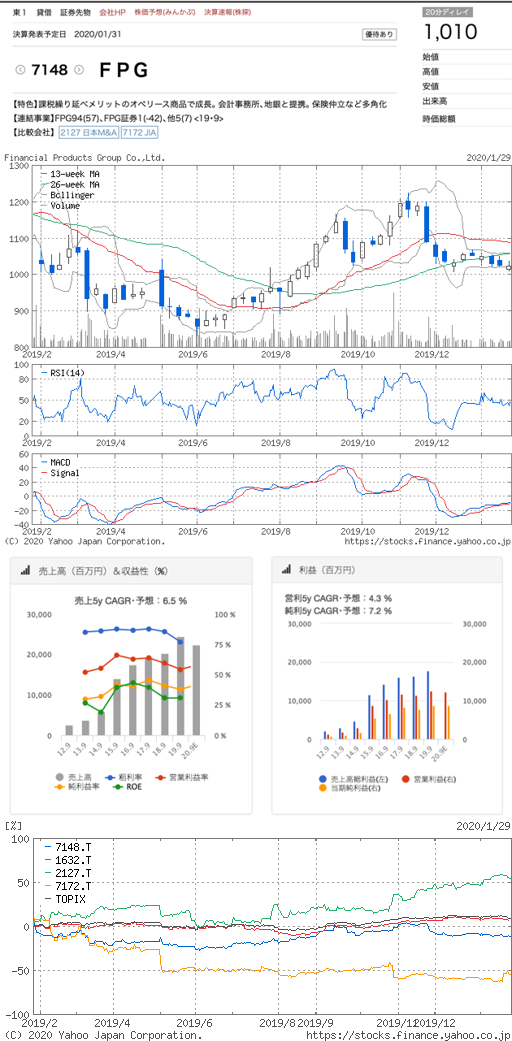 東1 貸借 証券先物 会社HP 株価予想(みんかぶ) 決算速報(株探)
20分ディレイ
決算発表予定日 2020/01/31
優待あり
1,010
7148 FPG
始値
高値
安値
出来高
時価総額
【特色】課税繰り延べメリットのオペリース商品で成長。会計事務所、地銀と提携。保険仲立など多角化
【連結事業】FPG94(57)、FPG証券1(-42)、他5(7) <19・9>
【比較会社】 2127 日本M&A 7172 JIA
Financial Products Group Co.,Ltd. 2020/1/29
1300
1200
1100
1000
900
800
13-week MA
26-week MA
Bollinger
Volume
2019/2 2019/4 2019/6 2019/8 2019/10 2019/12
100
80
50
20
0
RSI(14)
2019/2 2019/4 2019/6 2019/8 2019/10 2019/12
60
40
20
0
-20
-40
MACD
Signal
2019/2 2019/4 2019/6 2019/8 2019/10 2019/12
(C) 2020 Yahoo Japan Corporation. https://stocks.finance.yahoo.co.jp
売上高(百万円)&収益性(%)
売上5y CAGR・予想:6.5 %
30,000
20,000
10,000
0
100 %
75 %
50 %
25 %
0 %
12.9 13.9 14.9 15.9 16.9 17.9 18.9 19.9 20.9E
売上高 粗利率 営業利益率
純利益率 ROE
利益(百万円)
営利5y CAGR・予想:4.3 %
純利5y CAGR・予想:7.2 %
30,000
20,000
10,000
0
30,000
20,000
10,000
0
12.9 13.9 14.9 15.9 16.9 17.9 18.9 19.9 20.9E
売上高総利益(左) 営業利益(右)
当期純利益(右)
[%] 2020/1/29
100
50
0
-50
-100
7148.T
1632.T
2127.T
7172.T
TOPIX
2019/2 2019/4 2019/6 2019/8 2019/9 2019/11 2019/12
(C) 2020 Yahoo Japan Corporation. https://stocks.finance.yahoo.co.jp